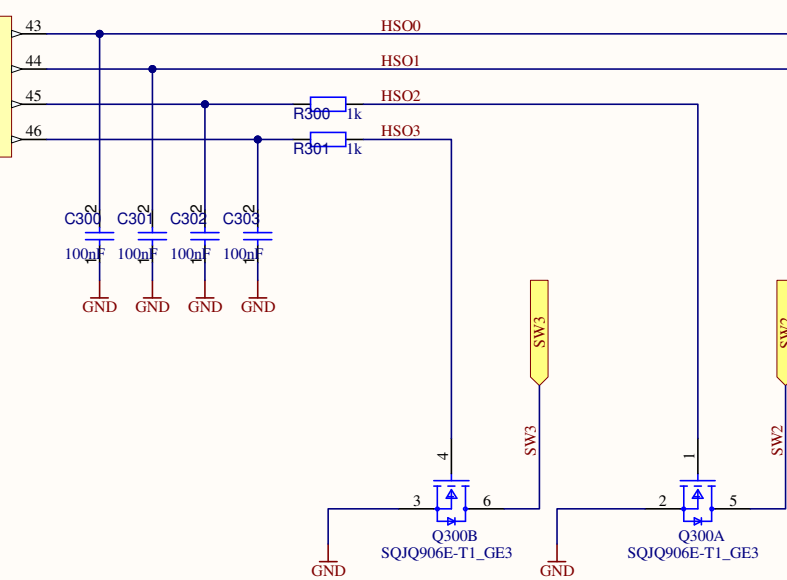 43
HSO0
44
HSO1
45
HSO2
R300
1k
46
HSO3
R301
1k
2
2
2
2
C300
C301
C302
C303
100nF
100nF
100nF
100nF
1
1
1
1
GND
GND
GND
GND
SW3
SW2
SW3
SW2
4
1
3
6
2
5
Q300B
Q300A
SQJQ906E-T1_GE3
SQJQ906E-T1_GE3
GND
GND